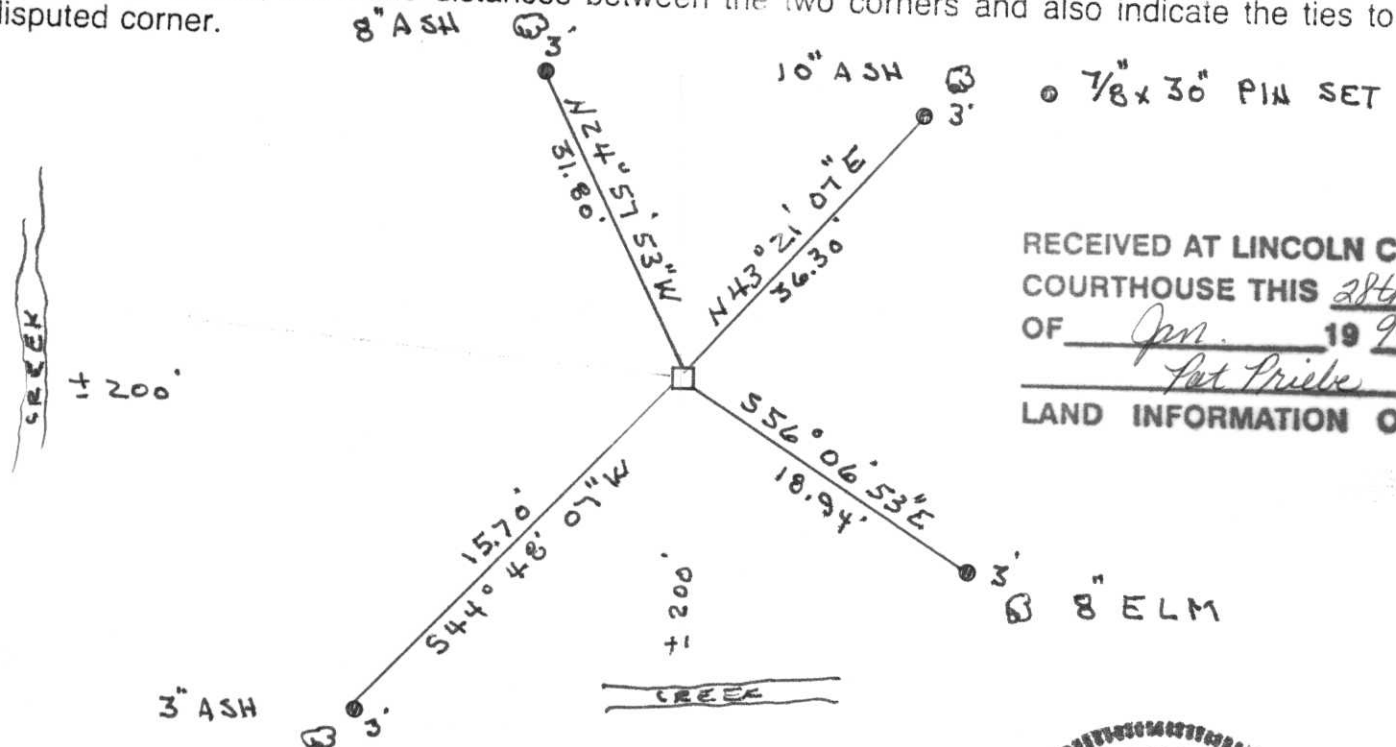 distances between the two corners and also indicate the ties to
disputed corner.
8" ASH
3'
10" ASH
3'
7/8" x 30" PIN SET
N24°57'53"W
31.80'
N43°21'07"E
36.30'
RECEIVED AT LINCOLN C
COURTHOUSE THIS 28th
OF Jan. 19 9
Pat Priebe
LAND INFORMATION O
CREEK
± 200'
S56°06'53"E
18.94'
15.70'
S44°48'07"W
± 200'
3'
8" ELM
CREEK
3" ASH
3'